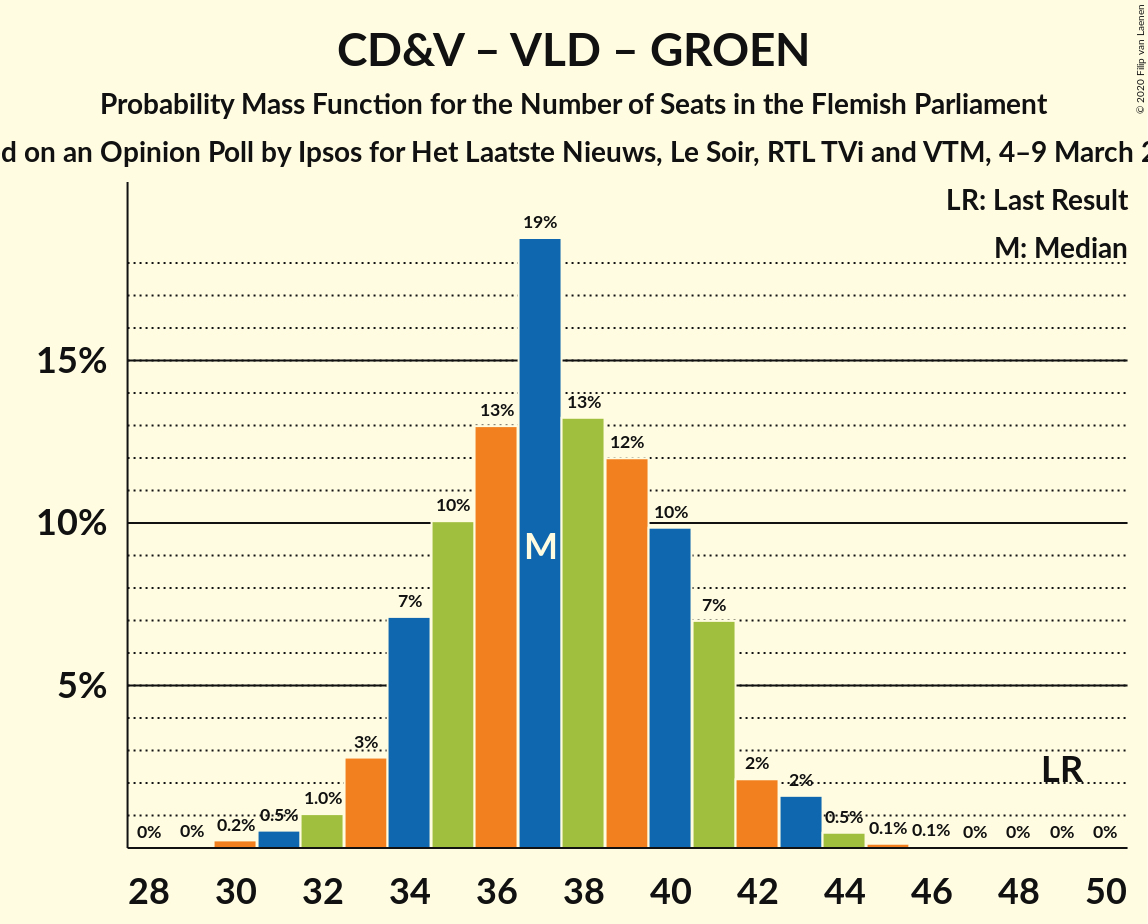 CD&V – VLD – GROEN
Probability Mass Function for the Number of Seats in the Flemish Parliament
d on an Opinion Poll by Ipsos for Het Laatste Nieuws, Le Soir, RTL TVi and VTM, 4–9 March
© 2020 Filip van Laenen
LR: Last Result
M: Median
15%
10%
5%
0% 0% 0.2% 0.5% 1.0% 3% 7% 10% 13% 19% 13% 12% 10% 7% 2% 2% 0.5% 0.1% 0.1% 0% 0% 0% 0%
M
LR
28 30 32 34 36 38 40 42 44 46 48 50